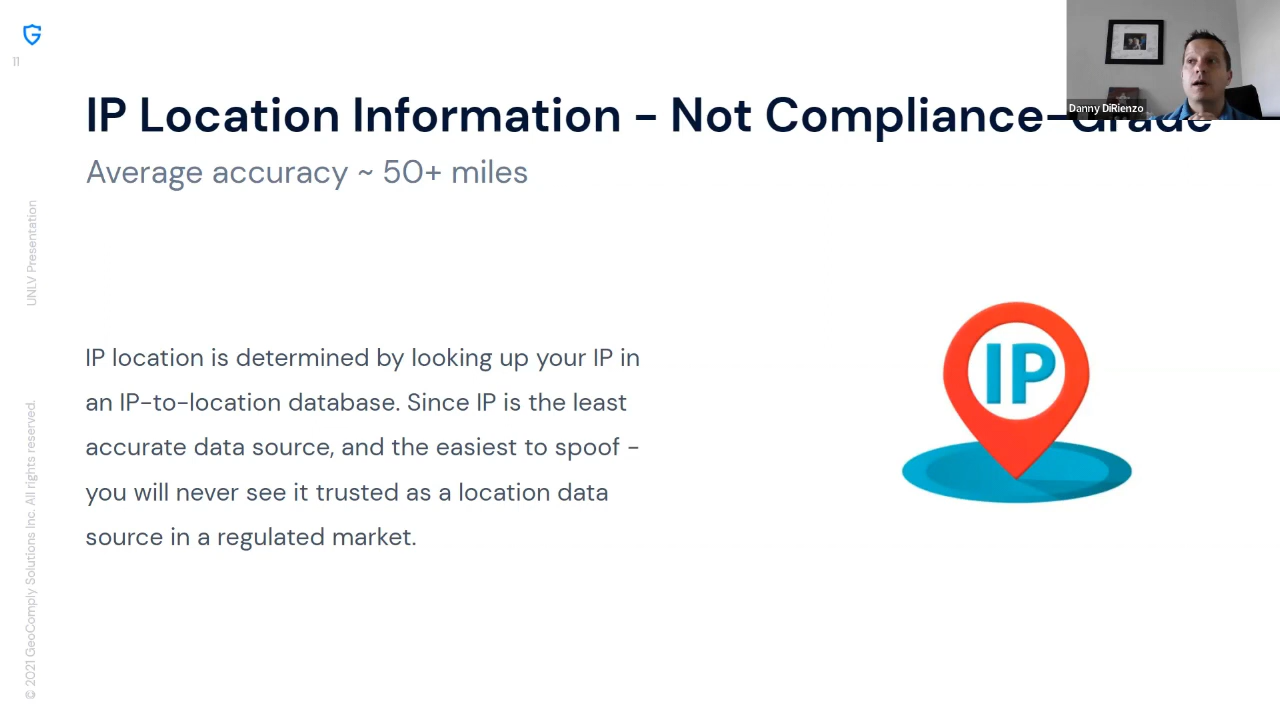 11
Danny DiRienzo
IP Location Information - Not Compliance-Grade
Average accuracy ~ 50+ miles
UNLV Presentation
IP location is determined by looking up your IP in
an IP-to-location database. Since IP is the least
accurate data source, and the easiest to spoof -
you will never see it trusted as a location data
source in a regulated market.
IP
© 2021 GeoComply Solutions Inc. All rights reserved.